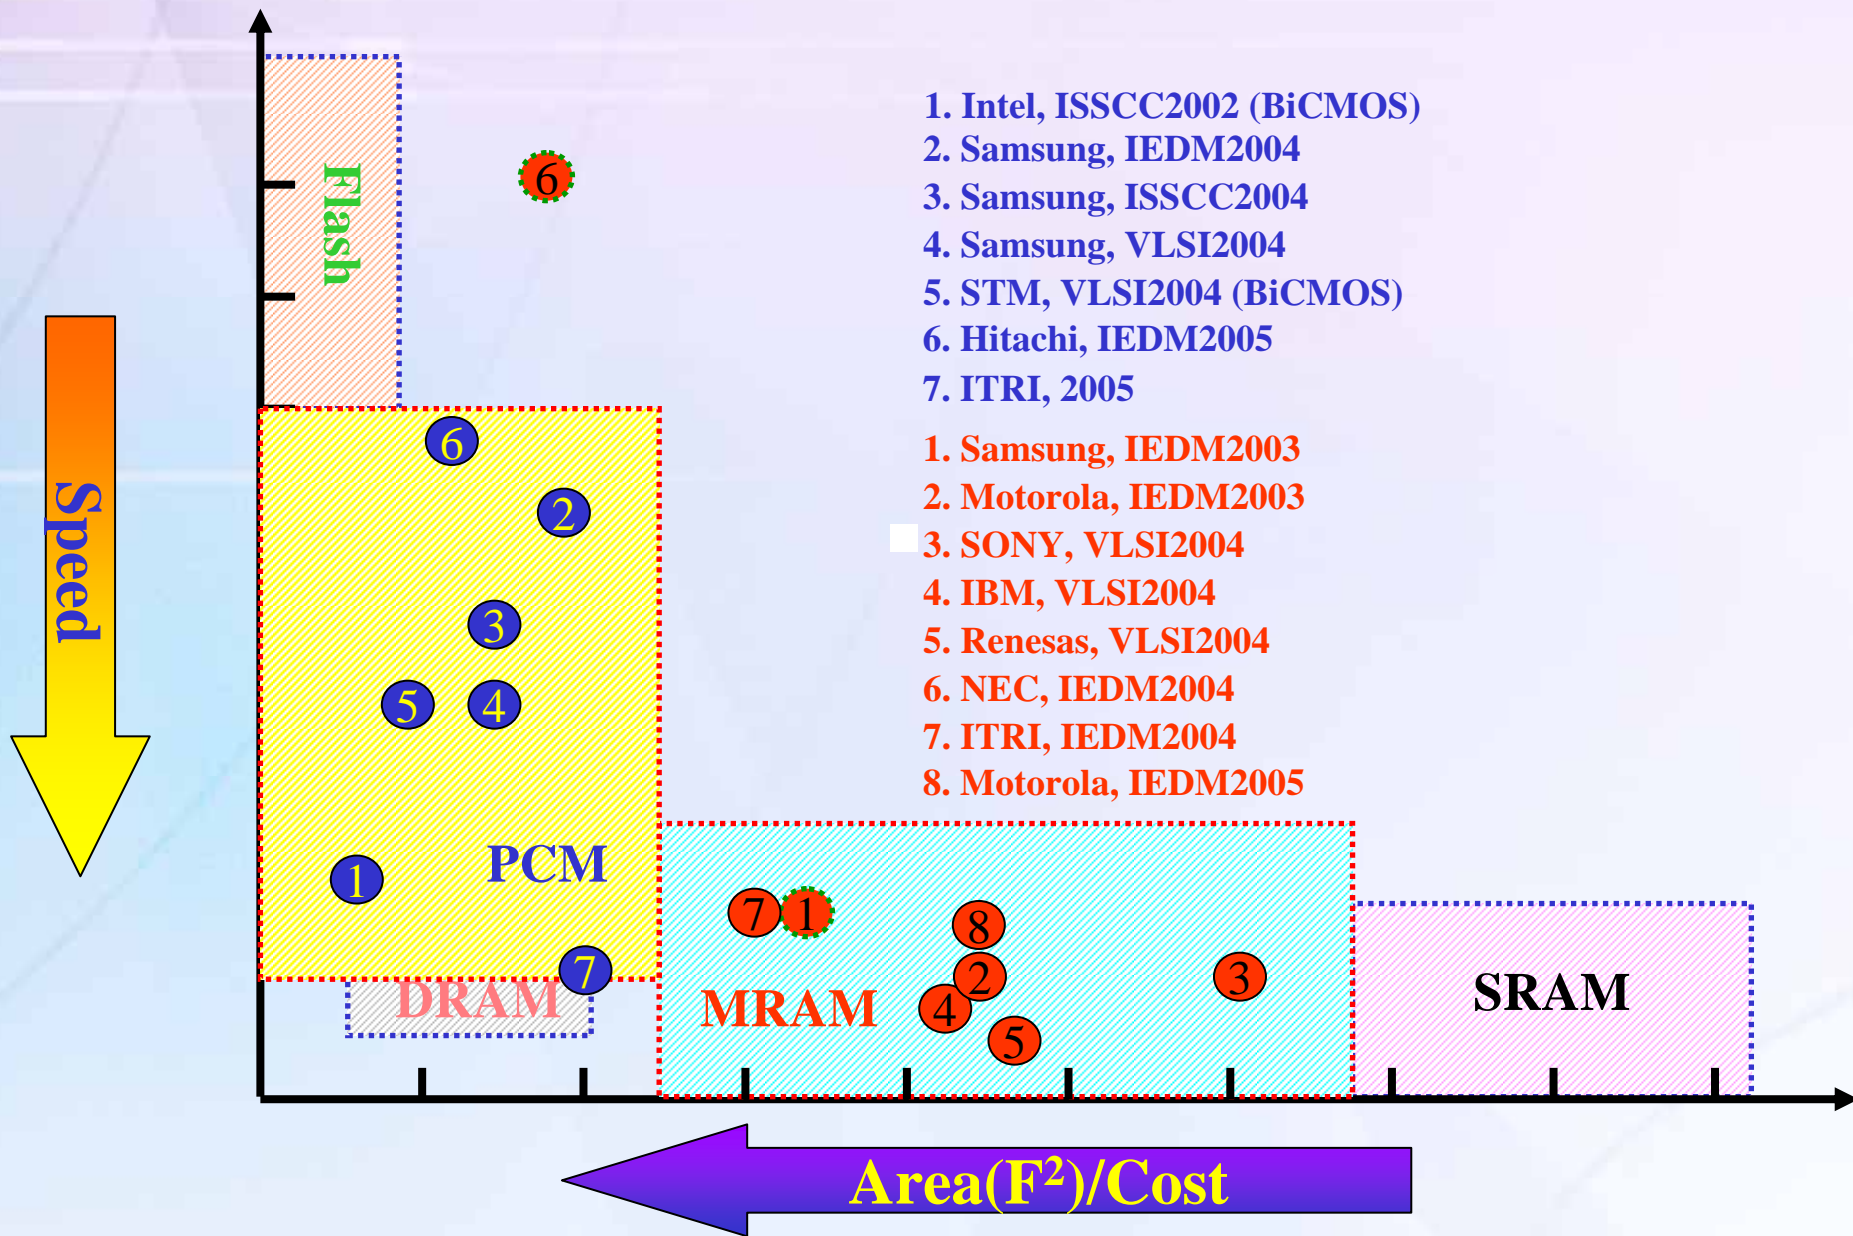 1. Intel, ISSCC2002 (BiCMOS)
2. Samsung, IEDM2004
3. Samsung, ISSCC2004
4. Samsung, VLSI2004
5. STM, VLSI2004 (BiCMOS)
6. Hitachi, IEDM2005
7. ITRI, 2005
1. Samsung, IEDM2003
2. Motorola, IEDM2003
3. SONY, VLSI2004
4. IBM, VLSI2004
5. Renesas, VLSI2004
6. NEC, IEDM2004
7. ITRI, IEDM2004
8. Motorola, IEDM2005
Flash
6
Speed
6
2
3
5
4
1
PCM
7
DRAM
7
1
8
2
4
5
3
MRAM
SRAM
Area(F²)/Cost